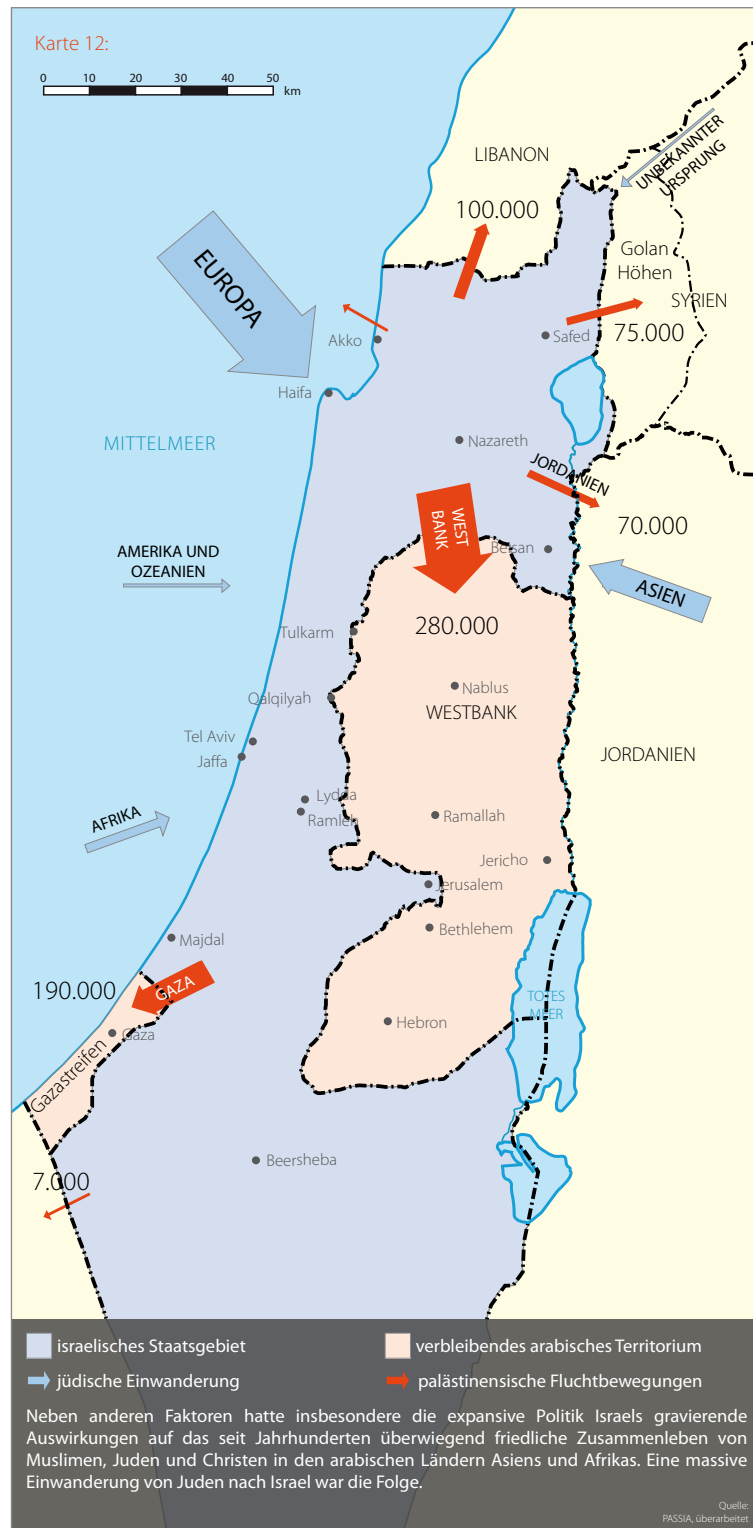 Karte 12:
0 10 20 30 40 50
km
LIBANON
UNBEKANNTER
URSPRUNG
100.000
Golan
Höhen
EUROPA
SYRIEN
Akko
Safed
75.000
Haifa
MITTELMEER
Nazareth
JORDANIEN
WEST
BANK
70.000
AMERIKA UND
OZEANIEN
Beisan
ASIEN
Tulkarm
280.000
Nablus
Qalqilyah
WESTBANK
Tel Aviv
Jaffa
JORDANIEN
Lydda
Ramleh
AFRIKA
Ramallah
Jericho
Jerusalem
Bethlehem
Majdal
190.000
GAZA
TOTES
MEER
Hebron
Gaza
Gazastreifen
Beersheba
7.000
israelisches Staatsgebiet
verbleibendes arabisches Territorium
jüdische Einwanderung
palästinensische Fluchtbewegungen
Neben anderen Faktoren hatte insbesondere die expansive Politik Israels gravierende
Auswirkungen auf das seit Jahrhunderten überwiegend friedliche Zusammenleben von
Muslimen, Juden und Christen in den arabischen Ländern Asiens und Afrikas. Eine massive
Einwanderung von Juden nach Israel war die Folge.
Quelle:
PASSIA, überarbeitet